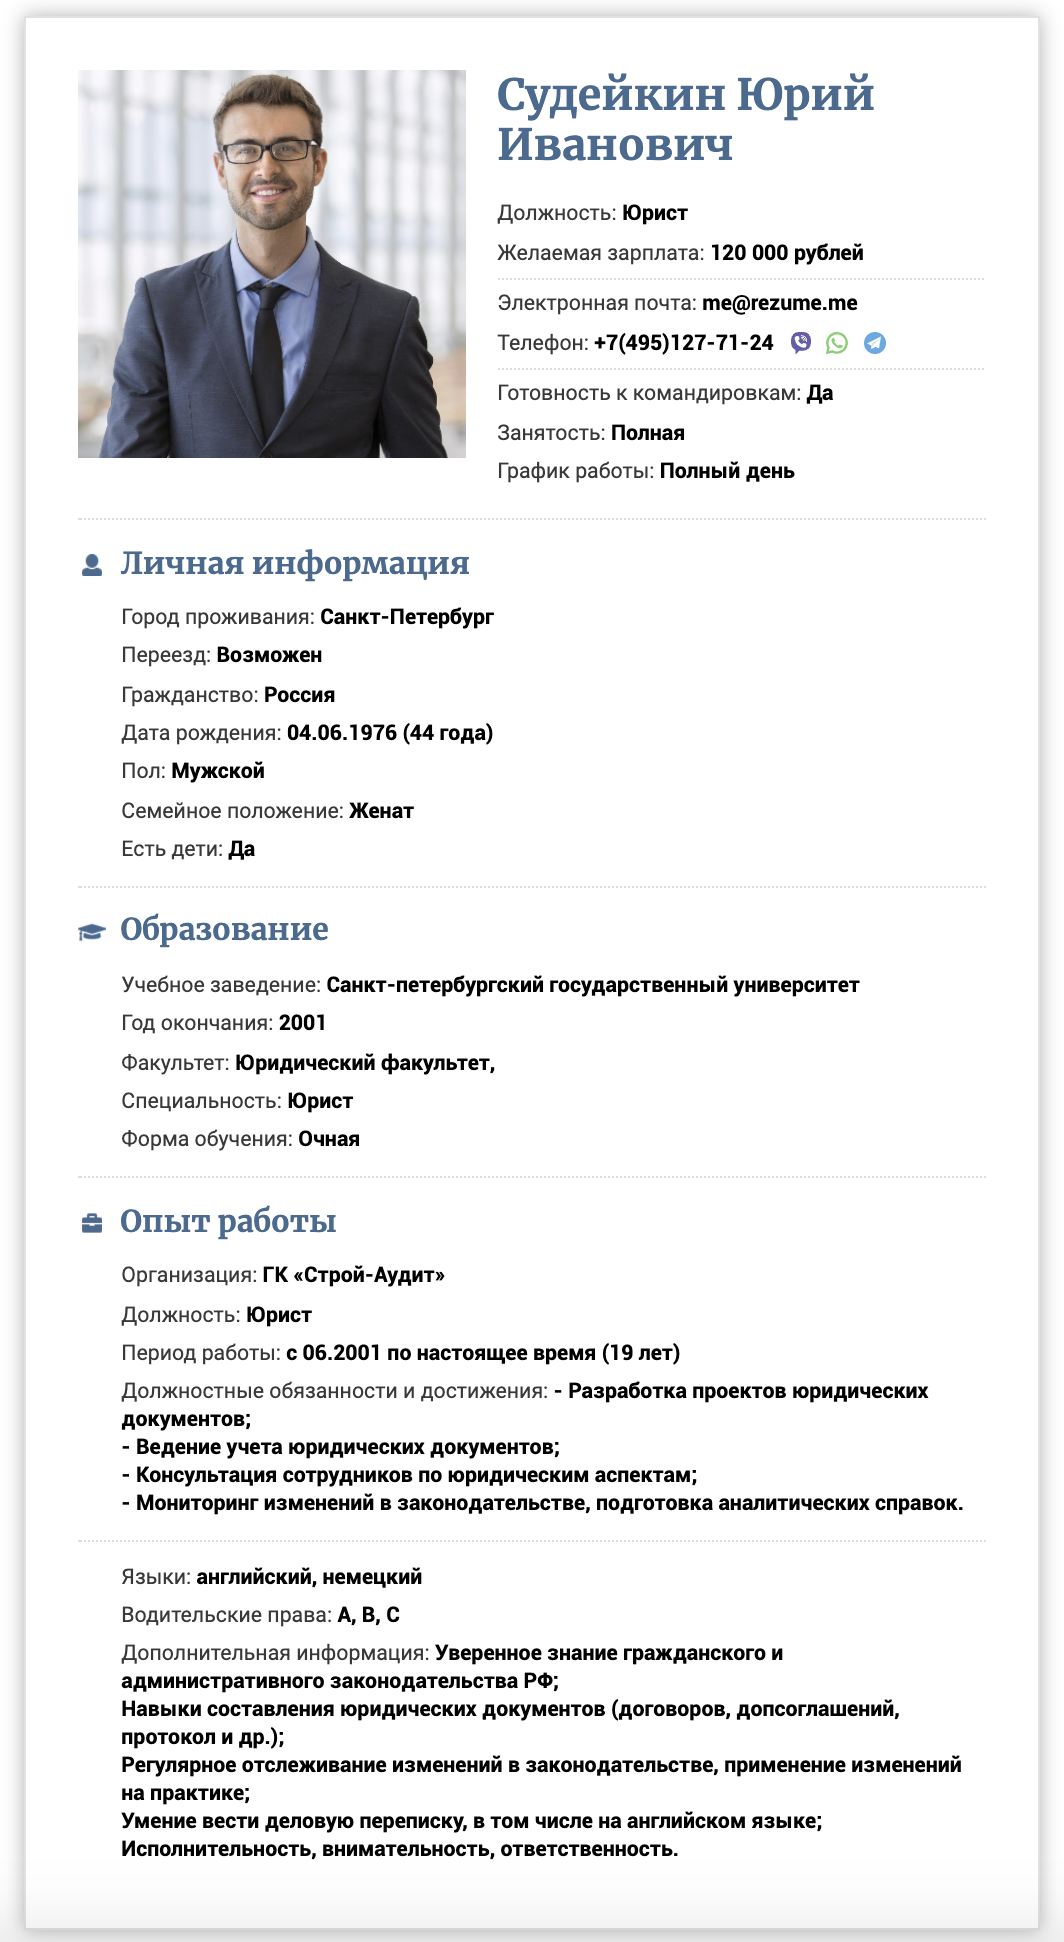 Судейкин Юрий
Иванович
Должность: Юрист
Желаемая зарплата: 120 000 рублей
Электронная почта: me@rezume.me
Телефон: +7(495)127-71-24
Готовность к командировкам: Да
Занятость: Полная
График работы: Полный день
Личная информация
Город проживания: Санкт-Петербург
Переезд: Возможен
Гражданство: Россия
Дата рождения: 04.06.1976 (44 года)
Пол: Мужской
Семейное положение: Женат
Есть дети: Да
Образование
Учебное заведение: Санкт-петербургский государственный университет
Год окончания: 2001
Факультет: Юридический факультет,
Специальность: Юрист
Форма обучения: Очная
Опыт работы
Организация: ГК «Строй-Аудит»
Должность: Юрист
Период работы: с 06.2001 по настоящее время (19 лет)
Должностные обязанности и достижения: - Разработка проектов юридических
документов;
- Ведение учета юридических документов;
- Консультация сотрудников по юридическим аспектам;
- Мониторинг изменений в законодательстве, подготовка аналитических справок.
Языки: английский, немецкий
Водительские права: A, B, C
Дополнительная информация: Уверенное знание гражданского и
административного законодательства РФ;
Навыки составления юридических документов (договоров, допсоглашений,
протокол и др.);
Регулярное отслеживание изменений в законодательстве, применение изменений
на практике;
Умение вести деловую переписку, в том числе на английском языке;
Исполнительность, внимательность, ответственность.